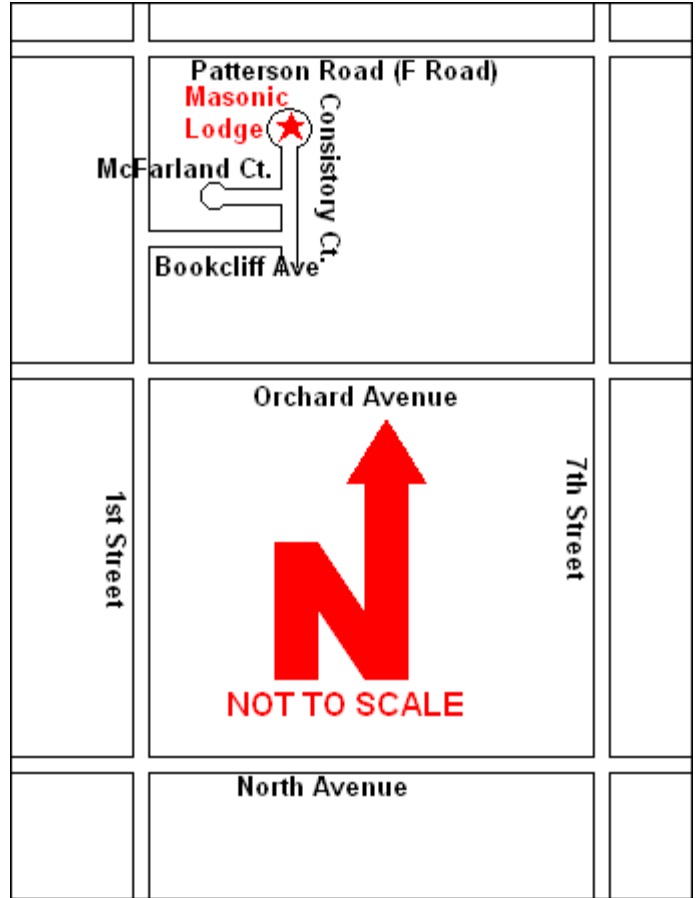 Patterson Road (F Road)
Masonic
Lodge
Consistory Ct.
McFarland Ct.
Bookcliff Ave.
Orchard Avenue
1st Street
7th Street
N
NOT TO SCALE
North Avenue